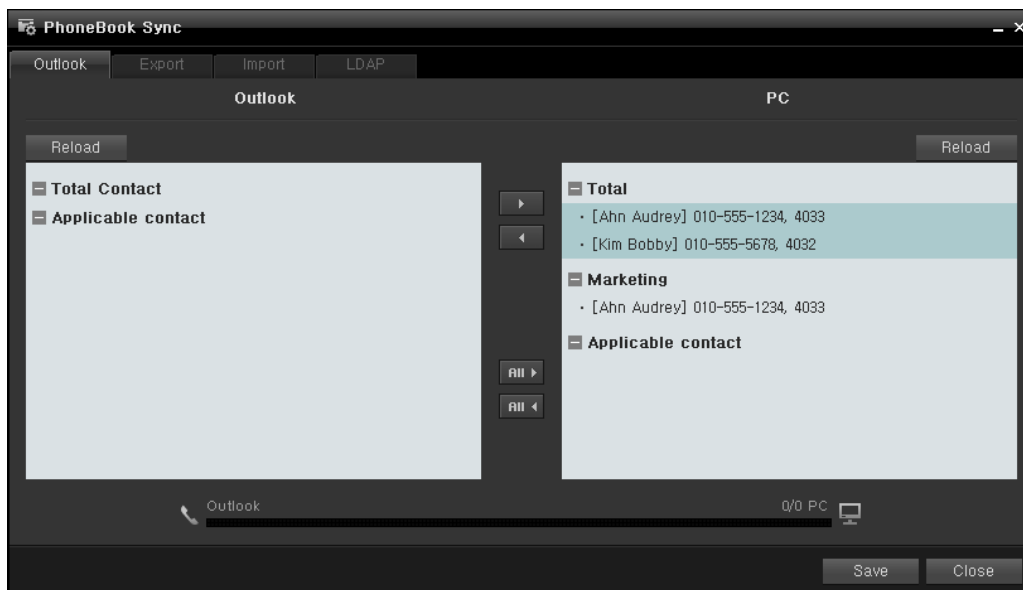 PhoneBook Sync
Outlook Export Import LDAP
Outlook PC
Reload Reload
Total Contact
Applicable contact
Total
· [Ahn Audrey] 010-555-1234, 4033
· [Kim Bobby] 010-555-5678, 4032
Marketing
· [Ahn Audrey] 010-555-1234, 4033
Applicable contact
All
All
Outlook 0/0 PC
Save Close